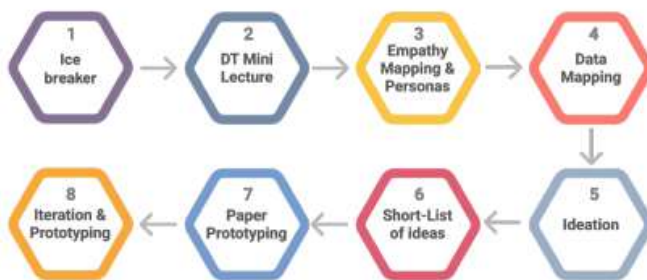 1
Ice
breaker
2
DT Mini
Lecture
3
Empathy
Mapping &
Personas
4
Data
Mapping
5
Ideation
6
Short-List
of ideas
7
Paper
Prototyping
8
Iteration &
Prototyping